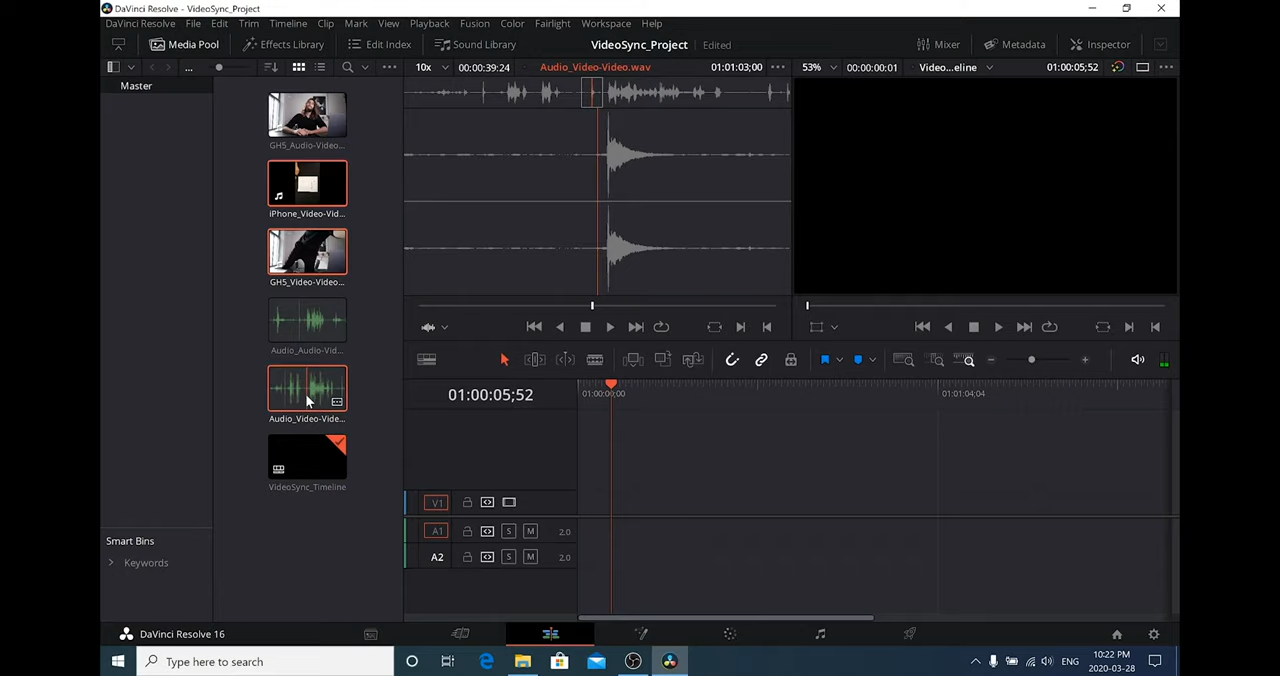 DaVinci Resolve - VideoSync_Project
DaVinci Resolve File Edit Trim Timeline Clip Mark View Playback Fusion Color Fairlight Workspace Help
Media Pool Effects Library Edit Index Sound Library VideoSync_Project Edited Mixer Metadata Inspector
... 10x 00:00:39:24 Audio_Video-Video.wav 01:01:03;00 53% 00:00:00:01 Video...eline 01:00:05;52
Master
GH5_Audio-Video...
iPhone_Video-Vid...
GH5_Video-Video...
Audio_Audio-Vid...
Audio_Video-Vide...
VideoSync_Timeline
01:00:05;52
01:00:00;00 01:01:04;04
V1
A1 S M 2.0
A2 S M 2.0
Smart Bins
Keywords
DaVinci Resolve 16
Type here to search
ENG
10:22 PM
2020-03-28